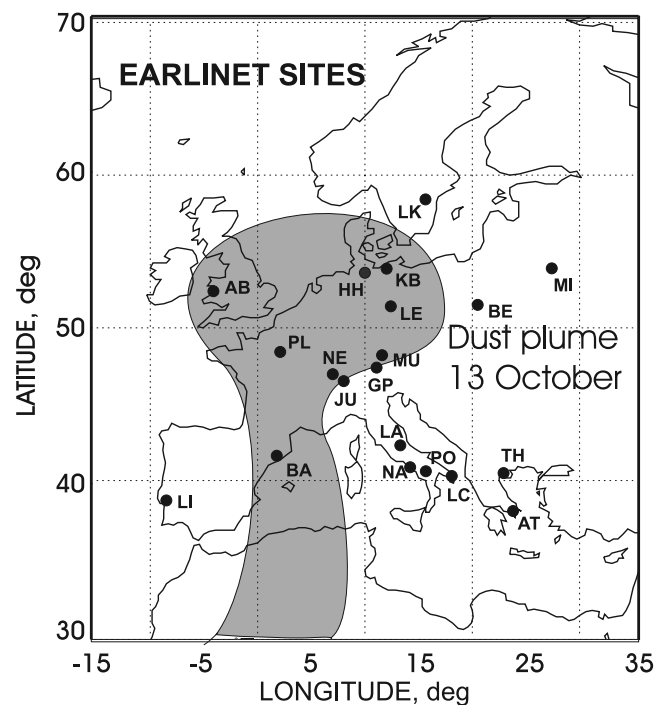 70
EARLINET SITES
60
LK
AB
HH
KB
MI
LE
BE
50
PL
Dust plume
NE
MU
13 October
JU
GP
LA
BA
NA
PO
TH
LC
40
LI
AT
30
-15
-5
5
15
25
35
LATITUDE, deg
LONGITUDE, deg